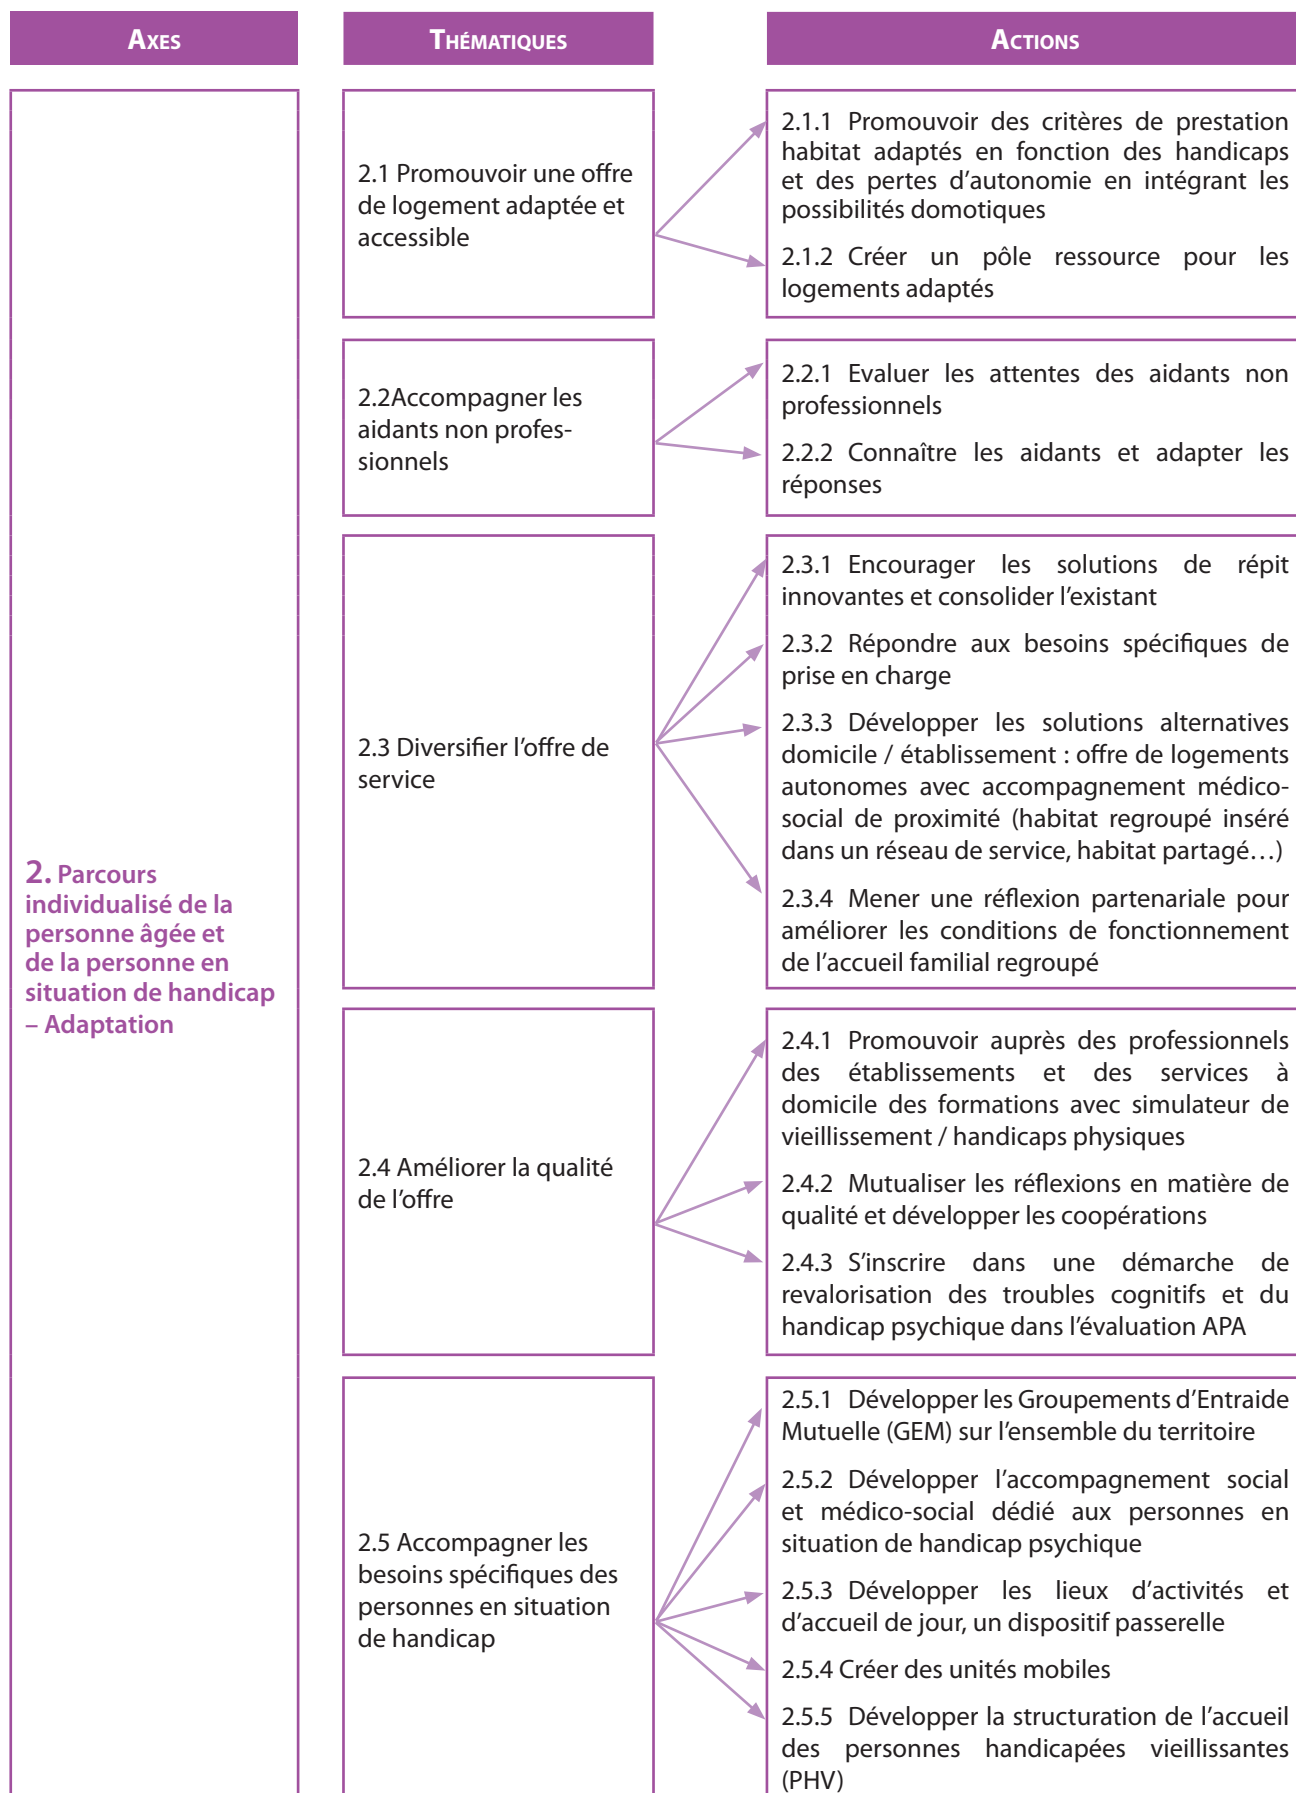 AXES
THÉMATIQUES
ACTIONS
2. Parcours
individualisé de la
personne âgée et
de la personne en
situation de handicap
– Adaptation
2.1 Promouvoir une offre
de logement adaptée et
accessible
2.1.1 Promouvoir des critères de prestation
habitat adaptés en fonction des handicaps
et des pertes d’autonomie en intégrant les
possibilités domotiques
2.1.2 Créer un pôle ressource pour les
logements adaptés
2.2Accompagner les
aidants non profes-
sionnels
2.2.1 Evaluer les attentes des aidants non
professionnels
2.2.2 Connaître les aidants et adapter les
réponses
2.3 Diversifier l’offre de
service
2.3.1 Encourager les solutions de répit
innovantes et consolider l’existant
2.3.2 Répondre aux besoins spécifiques de
prise en charge
2.3.3 Développer les solutions alternatives
domicile / établissement : offre de logements
autonomes avec accompagnement médico-
social de proximité (habitat regroupé inséré
dans un réseau de service, habitat partagé…)
2.3.4 Mener une réflexion partenariale pour
améliorer les conditions de fonctionnement
de l’accueil familial regroupé
2.4 Améliorer la qualité
de l’offre
2.4.1 Promouvoir auprès des professionnels
des établissements et des services à
domicile des formations avec simulateur de
vieillissement / handicaps physiques
2.4.2 Mutualiser les réflexions en matière de
qualité et développer les coopérations
2.4.3 S’inscrire dans une démarche de
revalorisation des troubles cognitifs et du
handicap psychique dans l’évaluation APA
2.5 Accompagner les
besoins spécifiques des
personnes en situation
de handicap
2.5.1 Développer les Groupements d’Entraide
Mutuelle (GEM) sur l’ensemble du territoire
2.5.2 Développer l’accompagnement social
et médico-social dédié aux personnes en
situation de handicap psychique
2.5.3 Développer les lieux d’activités et
d’accueil de jour, un dispositif passerelle
2.5.4 Créer des unités mobiles
2.5.5 Développer la structuration de l’accueil
des personnes handicapées vieillissantes
(PHV)